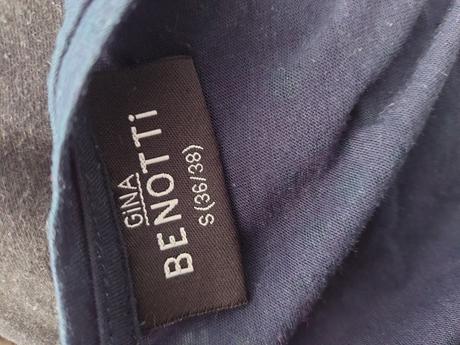 GiNA
BENOTTi
S (36/38)